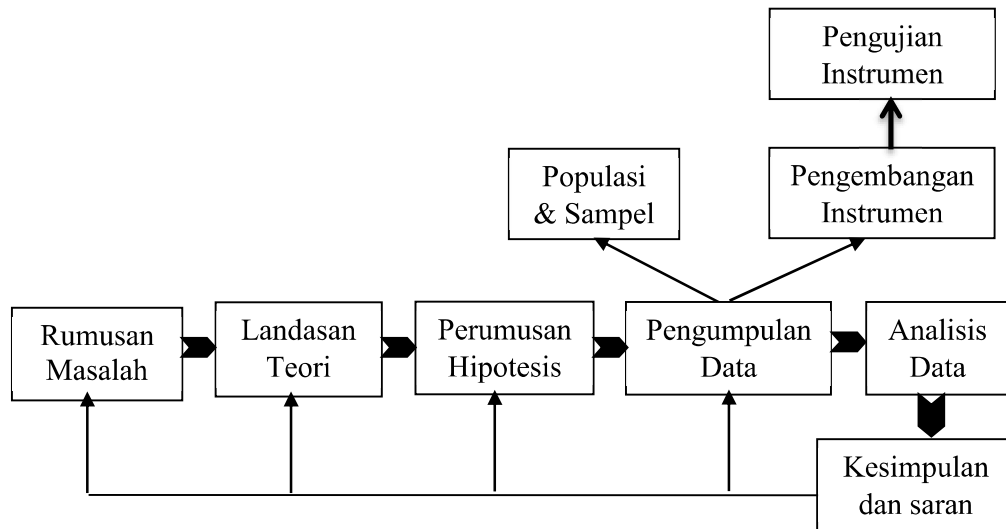 Pengujian
Instrumen
Populasi
& Sampel
Pengembangan
Instrumen
Rumusan
Masalah
Landasan
Teori
Perumusan
Hipotesis
Pengumpulan
Data
Analisis
Data
Kesimpulan
dan saran